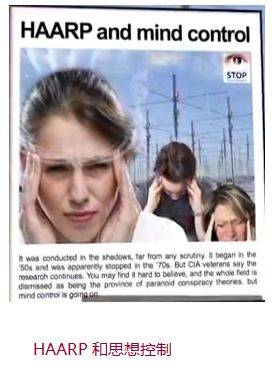 HAARP and mind control
STOP
It was conducted in the shadows, far from any scrutiny. It began in the
'50s and was apparently stopped in the '70s. But CIA veterans say the
research continues. You may find it hard to believe, and the whole field is
dismissed as being the province of paranoid conspiracy theories. but
mind control is going on.
HAARP 和思想控制